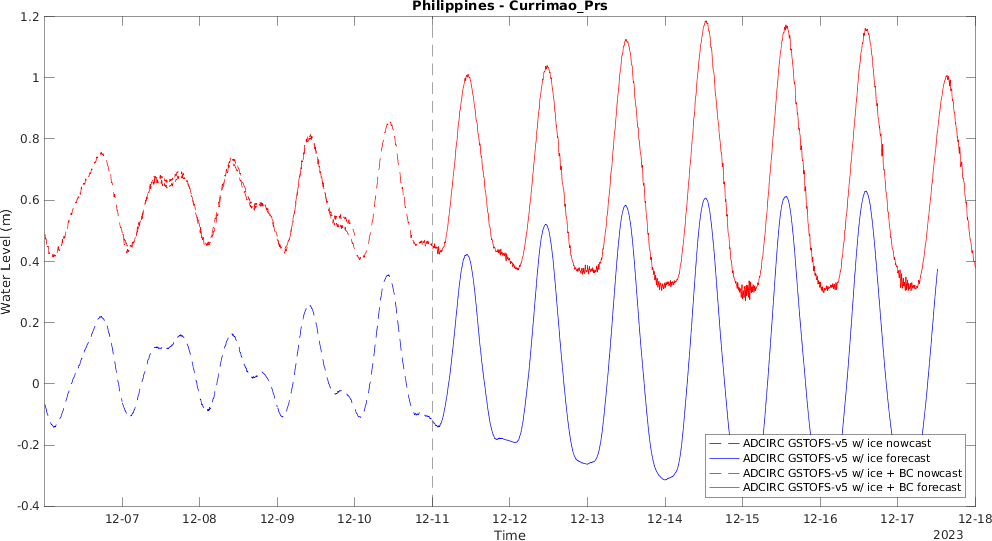 Philippines - Currimao_Prs
1.2
1
0.8
0.6
0.4
0.2
0
-0.2
-0.4
Water Level (m)
ADCIRC GSTOFS-v5 w/ ice nowcast
ADCIRC GSTOFS-v5 w/ ice forecast
ADCIRC GSTOFS-v5 w/ ice + BC nowcast
ADCIRC GSTOFS-v5 w/ ice + BC forecast
12-07 12-08 12-09 12-10 12-11 12-12 12-13 12-14 12-15 12-16 12-17 12-18
Time
2023